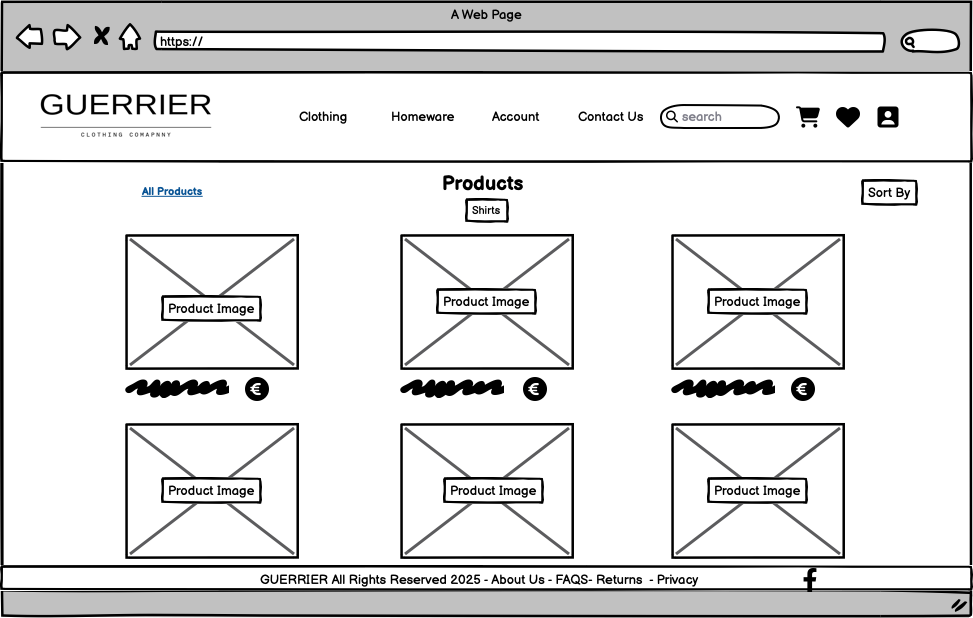 A Web Page
https://
GUERRIER
CLOTHING COMAPNNY
Clothing Homeware Account Contact Us search
All Products
Products
Sort By
Shirts
Product Image Product Image Product Image
€ € €
Product Image Product Image Product Image
GUERRIER All Rights Reserved 2025 - About Us - FAQS- Returns - Privacy